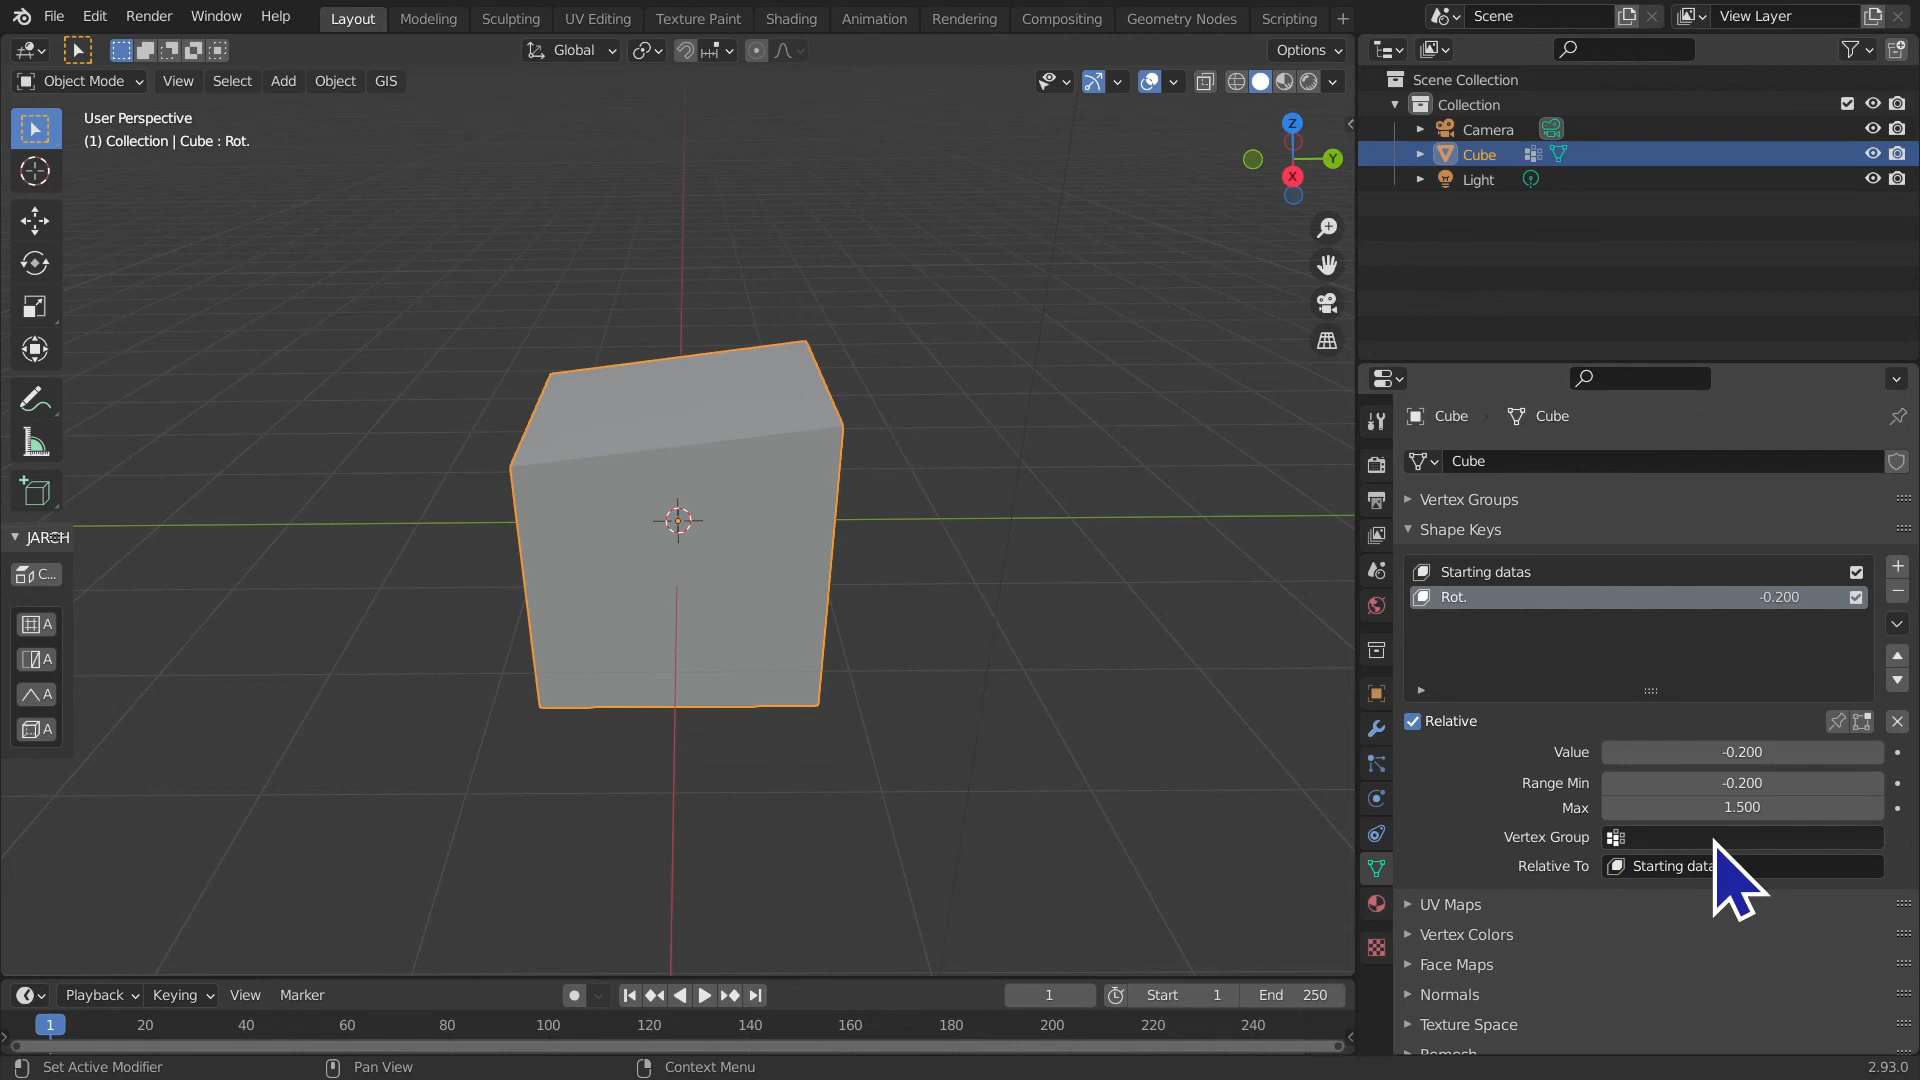 File Edit Render Window Help Layout Modeling Sculpting UV Editing Texture Paint Shading Animation Rendering Compositing Geometry Nodes Scripting Scene View Layer
Global Options
Object Mode View Select Add Object GIS
User Perspective
(1) Collection | Cube : Rot.
Z
Y
X
JARCH
C...
A
A
A
A
Scene Collection
Collection
Camera
Cube
Light
Cube Cube
Cube
Vertex Groups
Shape Keys
Starting datas
Rot. -0.200
Relative
Value -0.200
Range Min -0.200
Max 1.500
Vertex Group
Relative To Starting data
UV Maps
Vertex Colors
Face Maps
Normals
Texture Space
Remesh
Playback Keying View Marker 1 Start 1 End 250
1 20 40 60 80 100 120 140 160 180 200 220 240
Set Active Modifier Pan View Context Menu 2.93.0